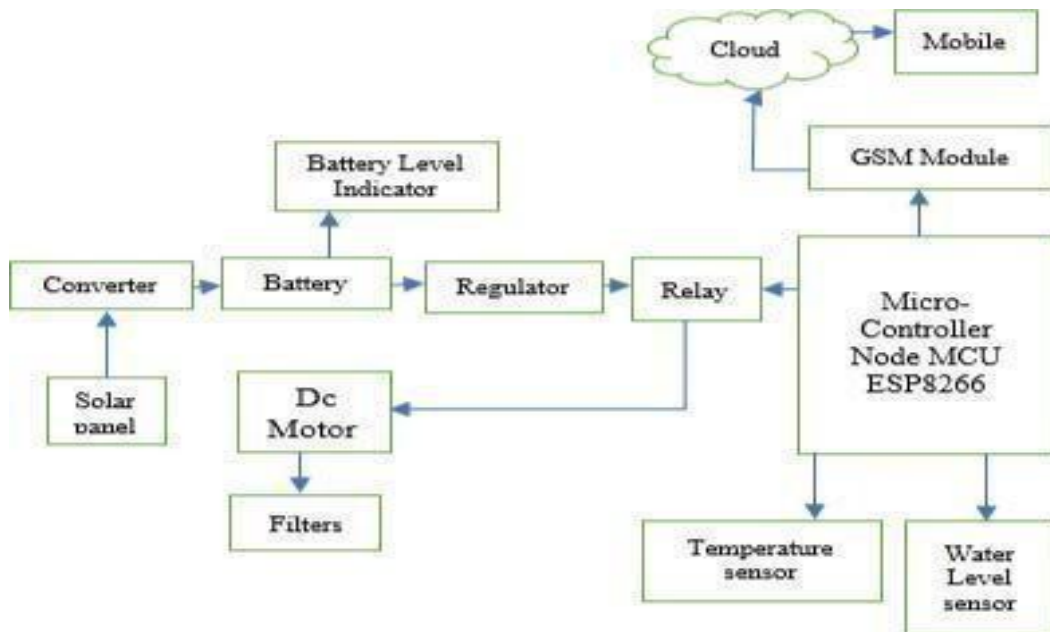 Cloud
Mobile
GSM Module
Battery Level
Indicator
Converter
Battery
Regulator
Relay
Micro-
Controller
Node MCU
ESP8266
Solar
panel
Dc
Motor
Filters
Temperature
sensor
Water
Level
sensor